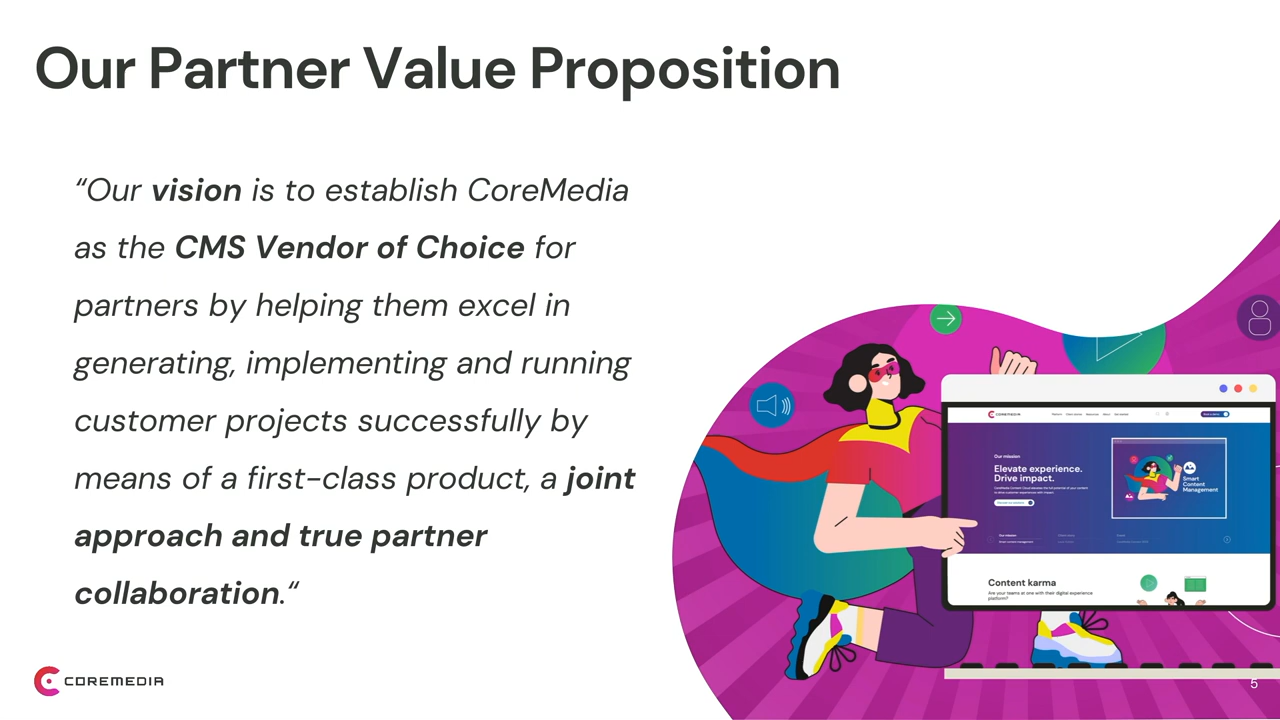 Our Partner Value Proposition
“Our vision is to establish CoreMedia
as the CMS Vendor of Choice for
partners by helping them excel in
generating, implementing and running
customer projects successfully by
means of a first-class product, a joint
approach and true partner
collaboration.“
COREMEDIA
Our mission
Elevate experience.
Drive impact.
Smart
Content
Management
Our mission
Content karma
Are your teams at one with their digital experience
platform?
COREMEDIA
5